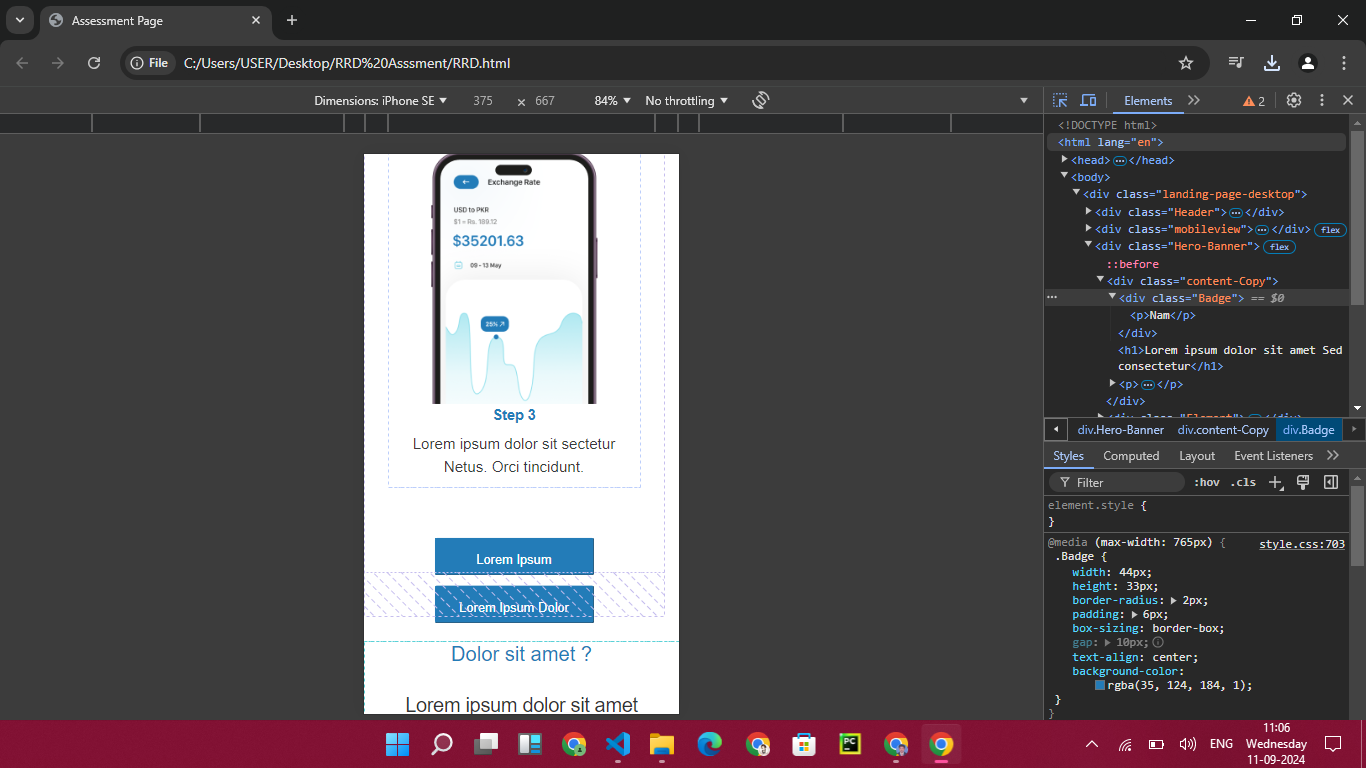 Assessment Page
File
C:/Users/USER/Desktop/RRD%20Asssment/RRD.html
Dimensions: iPhone SE
375
×
667
84%
No throttling
Elements
2
<!DOCTYPE html>
<html lang="en">
<head>
</head>
<body>
<div class="landing-page-desktop">
<div class="Header">
</div>
<div class="mobileview">
</div>
flex
<div class="Hero-Banner">
flex
::before
<div class="content-Copy">
<div class="Badge"> == $0
<p>Nam</p>
</div>
<h1>Lorem ipsum dolor sit amet Sed
consectetur</h1>
<p>
</p>
</div>
div.Hero-Banner
div.content-Copy
div.Badge
Styles
Computed
Layout
Event Listeners
Filter
:hov
.cls
element.style {
}
@media (max-width: 765px) {
style.css:703
.Badge {
width: 44px;
height: 33px;
border-radius: 2px;
padding: 6px;
box-sizing: border-box;
gap: 10px;
text-align: center;
background-color:
rgba(35, 124, 184, 1);
}
}
Exchange Rate
USD to PKR
$1 = Rs. 189.12
$35201.63
09 - 13 May
25%
Step 3
Lorem ipsum dolor sit sectetur
Netus. Orci tincidunt.
Lorem Ipsum
Lorem Ipsum Dolor
Dolor sit amet ?
Lorem ipsum dolor sit amet
PC
ENG
11:06
Wednesday
11-09-2024